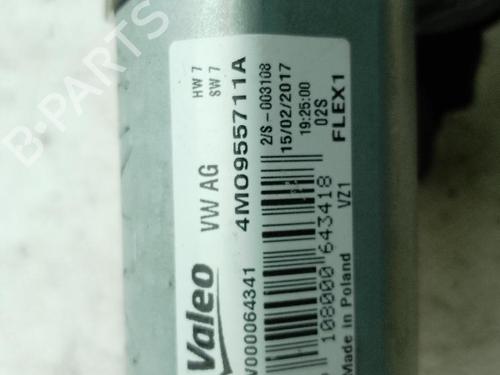 HW 7
SW 7
VW AG
4M0955711A
2/S - 003108
15/02/2017
19:25:00
02S
FLEX1
Valeo
V000064341
108000 643418
VZ1
Made in Poland
B-PARTS